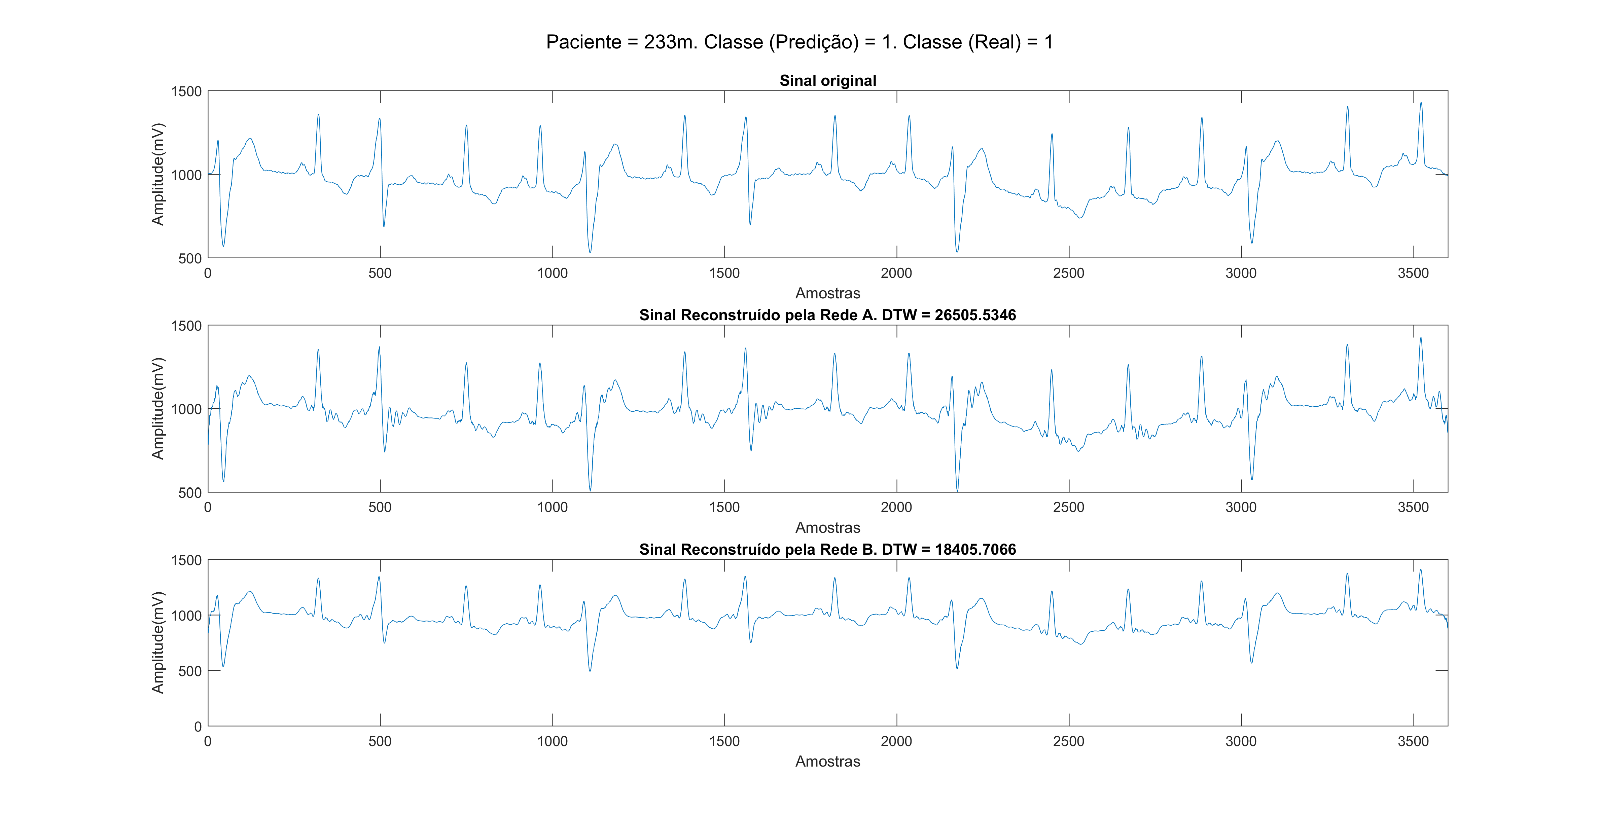 Paciente = 233m. Classe (Predição) = 1. Classe (Real) = 1
Sinal original
1500
1000
500
Amplitude(mV)
0 500 1000 1500 2000 2500 3000 3500
Amostras
Sinal Reconstruído pela Rede A. DTW = 26505.5346
1500
1000
500
Amplitude(mV)
0 500 1000 1500 2000 2500 3000 3500
Amostras
Sinal Reconstruído pela Rede B. DTW = 18405.7066
1500
1000
500
0
Amplitude(mV)
0 500 1000 1500 2000 2500 3000 3500
Amostras